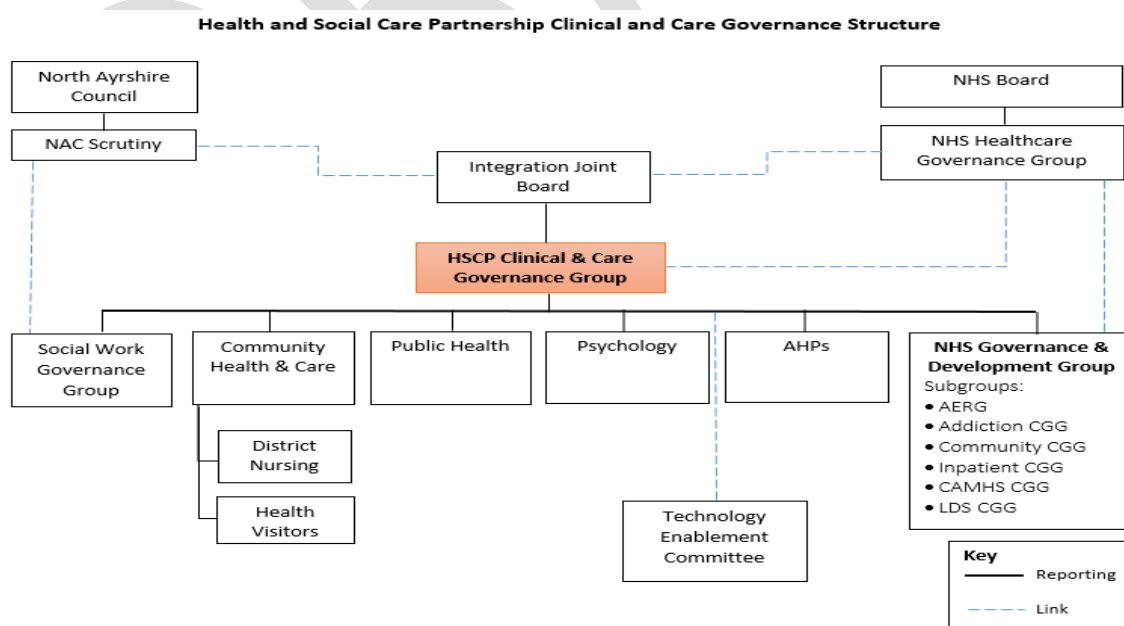 Health and Social Care Partnership Clinical and Care Governance Structure
North Ayrshire
Council
NAC Scrutiny
NHS Board
NHS Healthcare
Governance Group
Integration Joint
Board
HSCP Clinical & Care
Governance Group
Social Work
Governance
Group
Community
Health & Care
Public Health
Psychology
AHPs
NHS Governance &
Development Group
Subgroups:
• AERG
• Addiction CGG
• Community CGG
• Inpatient CGG
• CAMHS CGG
• LDS CGG
District
Nursing
Health
Visitors
Technology
Enablement
Committee
Key
Reporting
Link